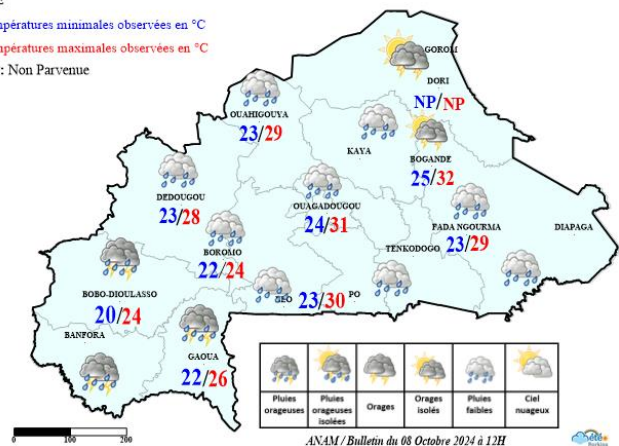 mpératures minimales observées en °C
mpératures maximales observées en °C
: Non Parvenue
GOROM
DORI
NP/NP
OUAHIGOUYA
23/29
KAYA
BOGANDE
25/32
DEDOUGOU
23/28
OUAGADOUGOU
24/31
FADA NGOURMA
23/29
DIAPAGA
BOROMO
22/24
TENKODOGO
LEO
23/30
PO
BOBO-DIOULASSO
20/24
BANFORA
GAOUA
22/26
Pluies orageuses
Pluies orageuses isolées
Orages
Orages isolés
Pluies faibles
Ciel nuageux
100
200
ANAM / Bulletin du 08 Octobre 2024 à 12H